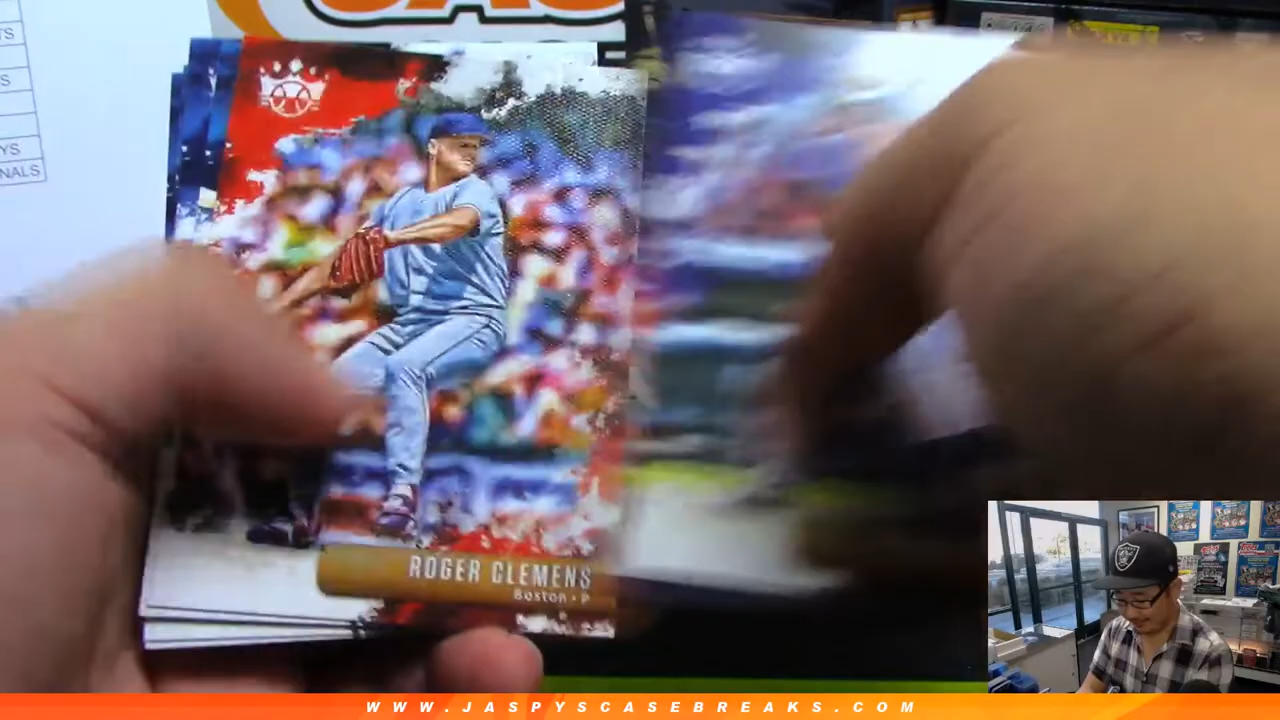 TS
S
YS
NALS
ROGER CLEMENS
Boston • P
WWW.JASPYSCASEBREAKS.COM